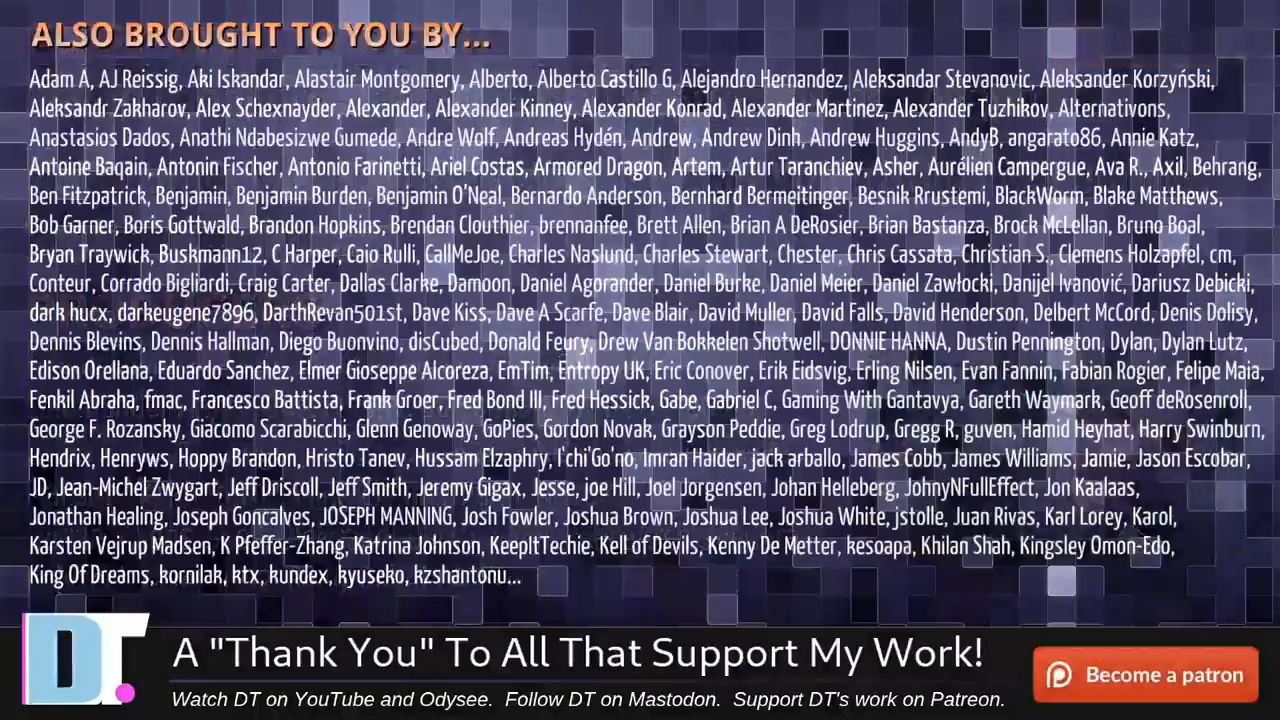 ALSO BROUGHT TO YOU BY...
Adam A, AJ Reissig, Aki Iskandar, Alastair Montgomery, Alberto, Alberto Castillo G, Alejandro Hernandez, Aleksandar Stevanovic, Aleksander Korzyński,
Aleksandr Zakharov, Alex Schexnayder, Alexander, Alexander Kinney, Alexander Konrad, Alexander Martinez, Alexander Tuzhikov, Alternativons,
Anastasios Dados, Anathi Ndabesizwe Gumede, Andre Wolf, Andreas Hydén, Andrew, Andrew Dinh, Andrew Huggins, AndyB, angarato86, Annie Katz,
Antoine Baqain, Antonin Fischer, Antonio Farinetti, Ariel Costas, Armored Dragon, Artem, Artur Taranchiev, Asher, Aurélien Campergue, Ava R., Axil, Behrang,
Ben Fitzpatrick, Benjamin, Benjamin Burden, Benjamin O'Neal, Bernardo Anderson, Bernhard Bermeitinger, Besnik Rrustemi, BlackWorm, Blake Matthews,
Bob Garner, Boris Gottwald, Brandon Hopkins, Brendan Clouthier, brennanfee, Brett Allen, Brian A DeRosier, Brian Bastanza, Brock McLellan, Bruno Boal,
Bryan Traywick, Buskmann12, C Harper, Caio Rulli, CallMeJoe, Charles Naslund, Charles Stewart, Chester, Chris Cassata, Christian S., Clemens Holzapfel, cm,
Conteur, Corrado Bigliardi, Craig Carter, Dallas Clarke, Damoon, Daniel Agorander, Daniel Burke, Daniel Meier, Daniel Zawłocki, Danijel Ivanović, Dariusz Debicki,
dark hucx, darkeugene7896, DarthRevan501st, Dave Kiss, Dave A Scarfe, Dave Blair, David Muller, David Falls, David Henderson, Delbert McCord, Denis Dolisy,
Dennis Blevins, Dennis Hallman, Diego Buonvino, disCubed, Donald Feury, Drew Van Bokkelen Shotwell, DONNIE HANNA, Dustin Pennington, Dylan, Dylan Lutz,
Edison Orellana, Eduardo Sanchez, Elmer Gioseppe Alcoreza, EmTim, Entropy UK, Eric Conover, Erik Eidsvig, Erling Nilsen, Evan Fannin, Fabian Rogier, Felipe Maia,
Fenkil Abraha, fmac, Francesco Battista, Frank Groer, Fred Bond III, Fred Hessick, Gabe, Gabriel C, Gaming With Gantavya, Gareth Waymark, Geoff deRosenroll,
George F. Rozansky, Giacomo Scarabicchi, Glenn Genoway, GoPies, Gordon Novak, Grayson Peddie, Greg Lodrup, Gregg R, guven, Hamid Heyhat, Harry Swinburn,
Hendrix, Henryws, Hoppy Brandon, Hristo Tanev, Hussam Elzaphry, I'chi'Go'no, Imran Haider, jack arballo, James Cobb, James Williams, Jamie, Jason Escobar,
JD, Jean-Michel Zwygart, Jeff Driscoll, Jeff Smith, Jeremy Gigax, Jesse, joe Hill, Joel Jorgensen, Johan Helleberg, JohnyNFullEffect, Jon Kaalaas,
Jonathan Healing, Joseph Goncalves, JOSEPH MANNING, Josh Fowler, Joshua Brown, Joshua Lee, Joshua White, jstolle, Juan Rivas, Karl Lorey, Karol,
Karsten Vejrup Madsen, K Pfeffer-Zhang, Katrina Johnson, KeepItTechie, Kell of Devils, Kenny De Metter, kesoapa, Khilan Shah, Kingsley Omon-Edo,
King Of Dreams, kornilak, ktx, kundex, kyuseko, kzshantonu...
DT
A "Thank You" To All That Support My Work!
Become a patron
Watch DT on YouTube and Odysee. Follow DT on Mastodon. Support DT's work on Patreon.